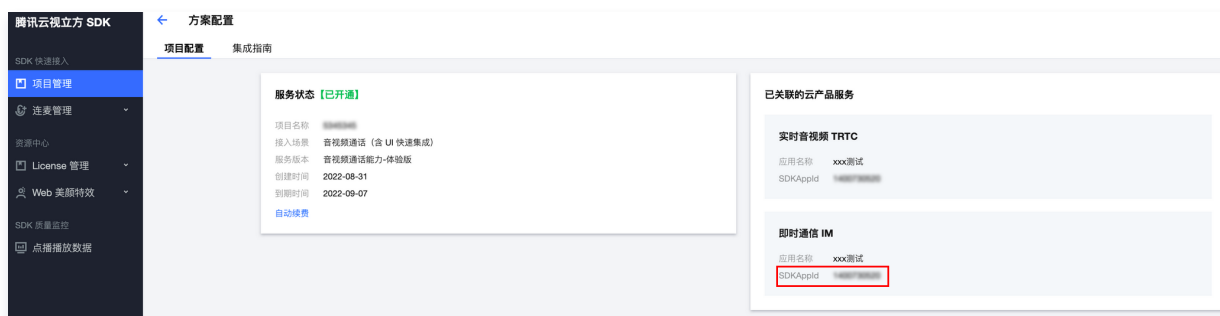 腾讯云视立方 SDK
SDK 快速接入
项目管理
连麦管理
资源中心
License 管理
Web 美颜特效
SDK 质量监控
点播播放数据
方案配置
项目配置 集成指南
服务状态【已开通】
项目名称
接入场景 音视频通话（含 UI 快速集成）
服务版本 音视频通话能力-体验版
创建时间 2022-08-31
到期时间 2022-09-07
自动续费
已关联的云产品服务
实时音视频 TRTC
应用名称 xxx测试
SDKAppId
即时通信 IM
应用名称 xxx测试
SDKAppId